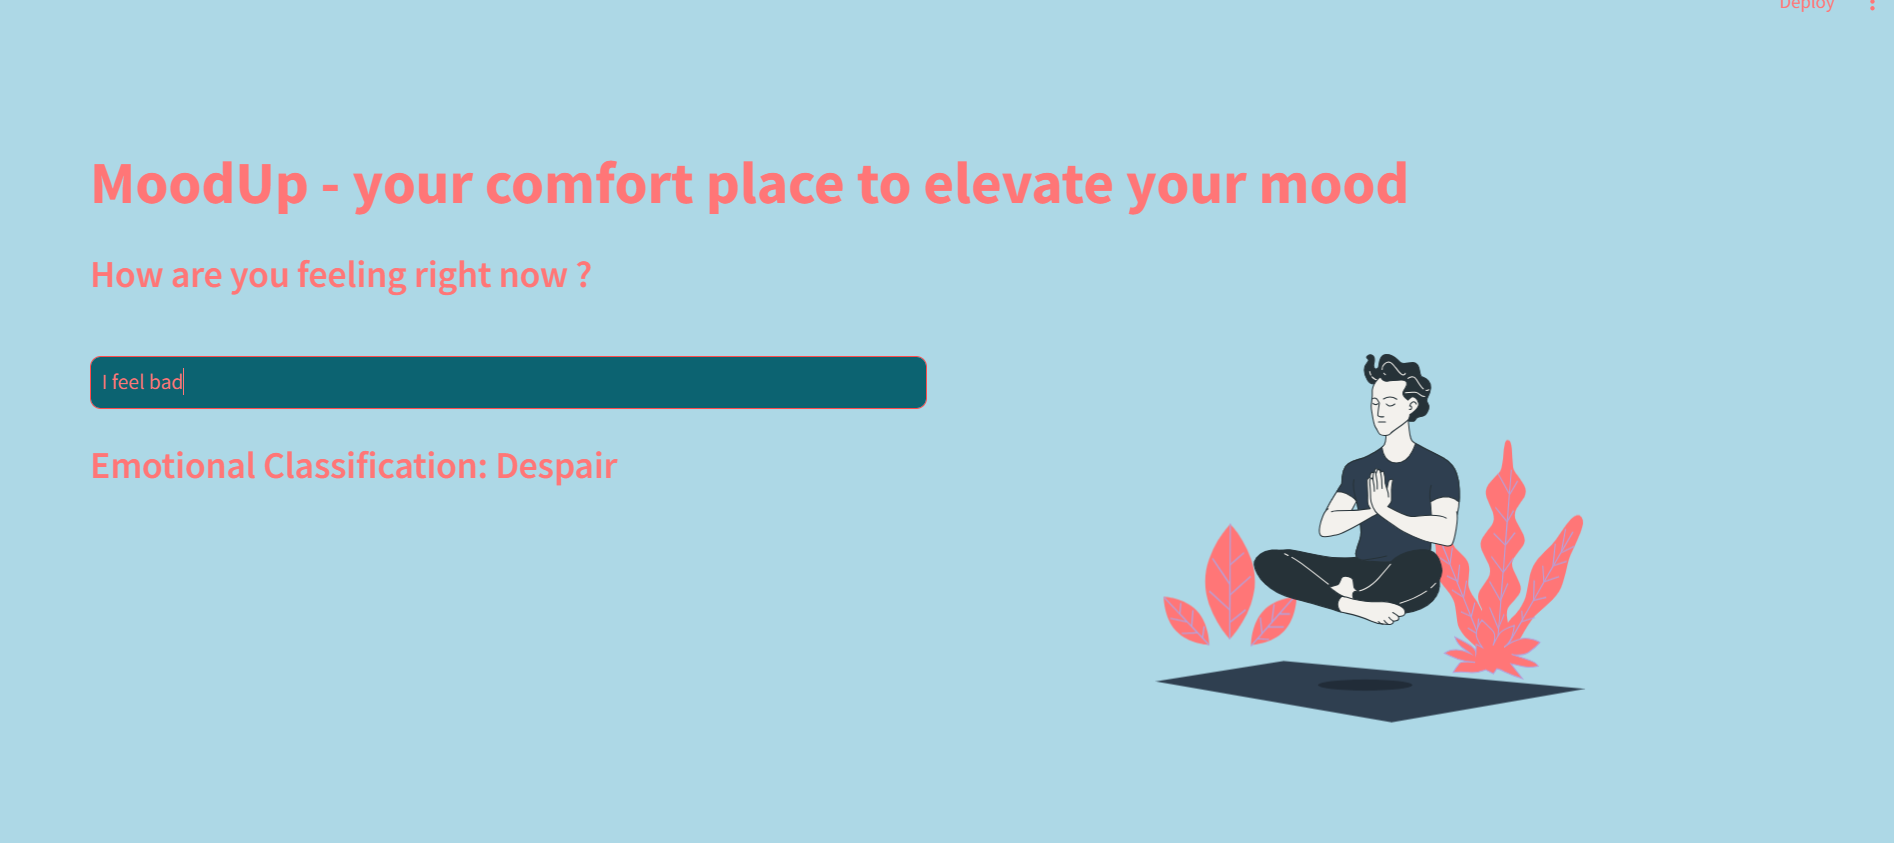 Deploy
MoodUp - your comfort place to elevate your mood
How are you feeling right now ?
I feel bad
Emotional Classification: Despair